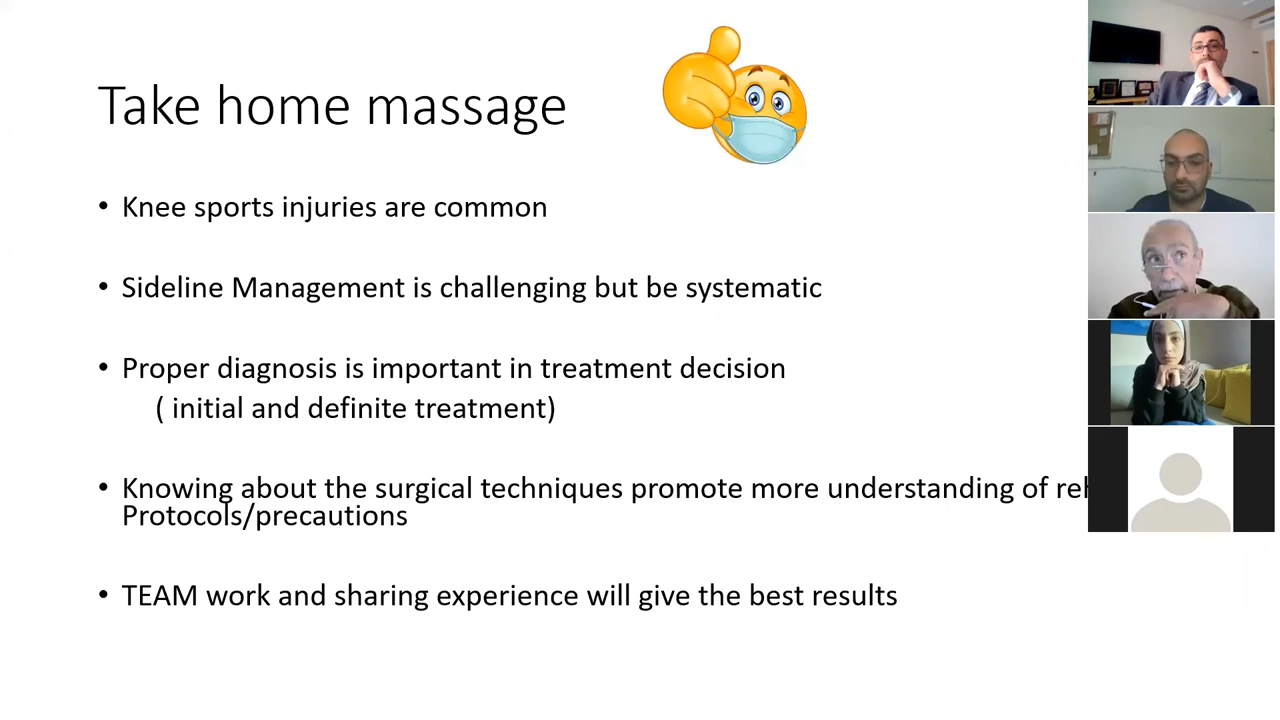 Take home massage
• Knee sports injuries are common
• Sideline Management is challenging but be systematic
• Proper diagnosis is important in treatment decision
( initial and definite treatment)
• Knowing about the surgical techniques promote more understanding of
Protocols/precautions
• TEAM work and sharing experience will give the best results